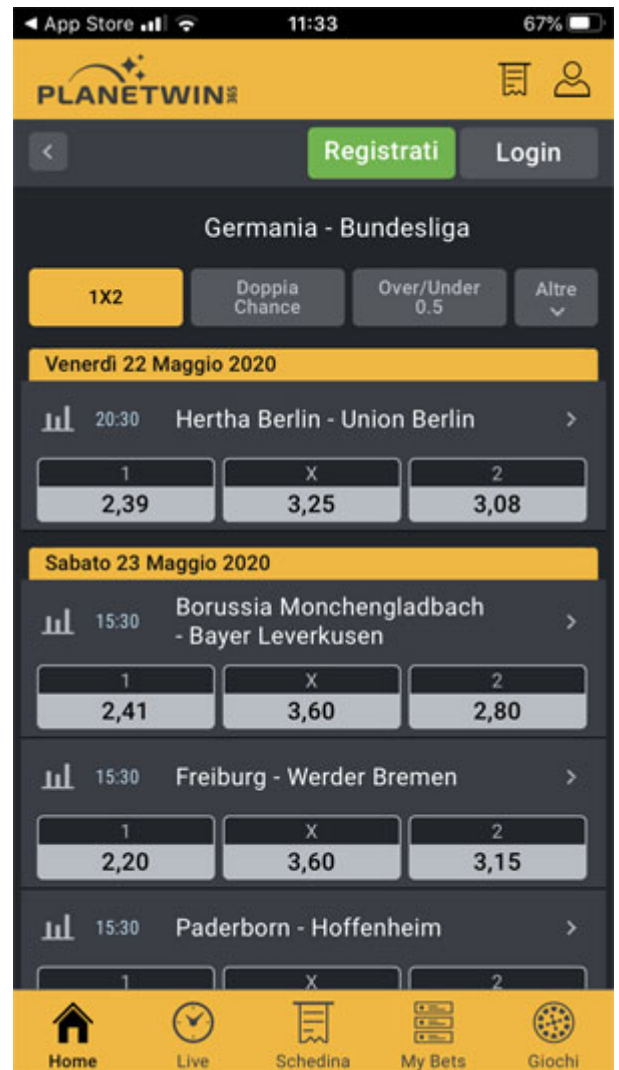 App Store 11:33 67%
PLANETWIN365
Registrati Login
Germania - Bundesliga
1X2 Doppia Chance Over/Under 0.5 Altre
Venerdì 22 Maggio 2020
20:30 Hertha Berlin - Union Berlin
1 X 2
2,39 3,25 3,08
Sabato 23 Maggio 2020
15:30 Borussia Monchengladbach
- Bayer Leverkusen
1 X 2
2,41 3,60 2,80
15:30 Freiburg - Werder Bremen
1 X 2
2,20 3,60 3,15
15:30 Paderborn - Hoffenheim
1 X 2
Home Live Schedina My Bets Giochi